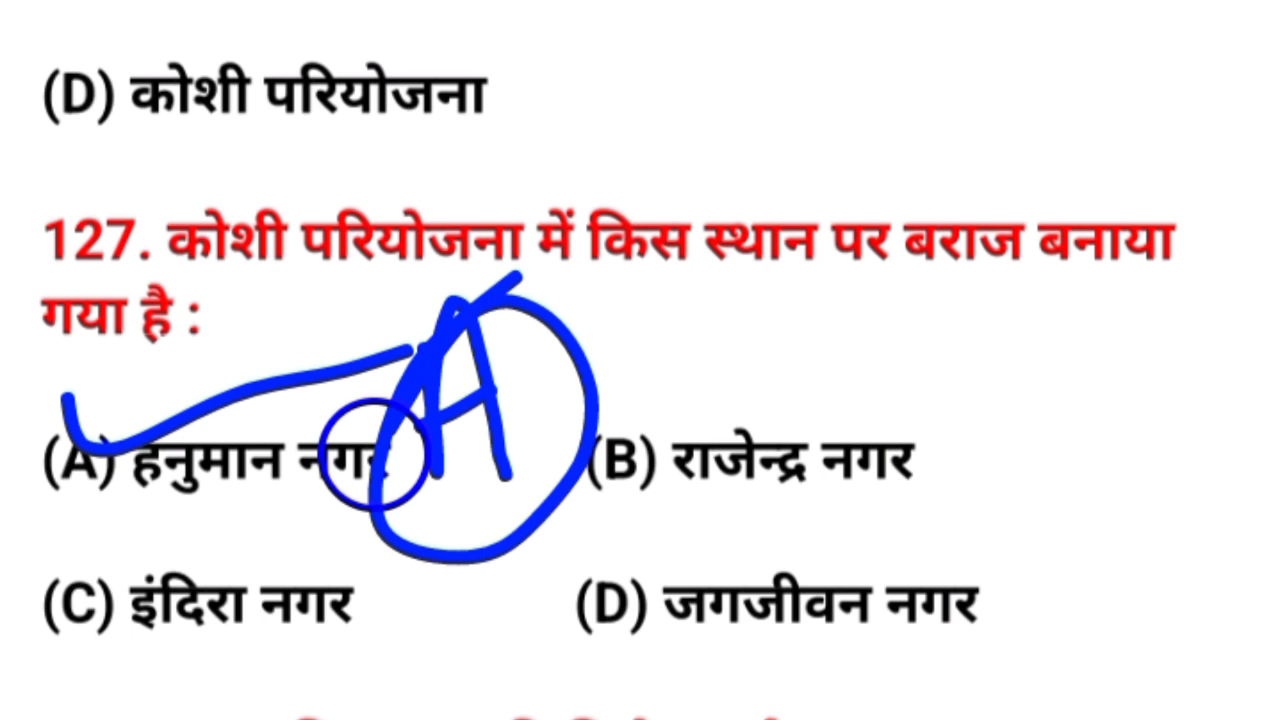 (D) कोशी परियोजना
127. कोशी परियोजना में किस स्थान पर बराज बनाया
गया है :
A
(A) हनुमान नगर (B) राजेन्द्र नगर
(C) इंदिरा नगर (D) जगजीवन नगर